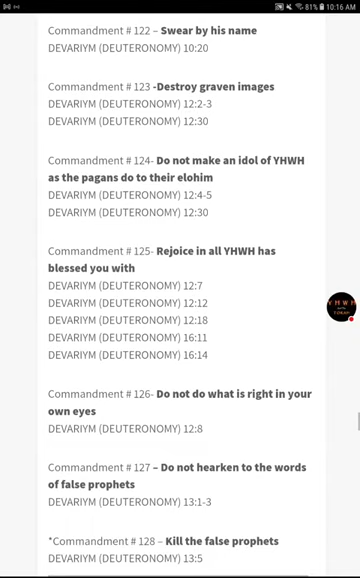 81% 10:16 AM
Commandment # 122 – Swear by his name
DEVARIYM (DEUTERONOMY) 10:20
Commandment # 123 -Destroy graven images
DEVARIYM (DEUTERONOMY) 12:2-3
DEVARIYM (DEUTERONOMY) 12:30
Commandment # 124- Do not make an idol of YHWH
as the pagans do to their elohim
DEVARIYM (DEUTERONOMY) 12:4-5
DEVARIYM (DEUTERONOMY) 12:30
Commandment # 125- Rejoice in all YHWH has
blessed you with
DEVARIYM (DEUTERONOMY) 12:7
DEVARIYM (DEUTERONOMY) 12:12
DEVARIYM (DEUTERONOMY) 12:18
DEVARIYM (DEUTERONOMY) 16:11
DEVARIYM (DEUTERONOMY) 16:14
YHWH
TORAH
Commandment # 126- Do not do what is right in your
own eyes
DEVARIYM (DEUTERONOMY) 12:8
Commandment # 127 – Do not hearken to the words
of false prophets
DEVARIYM (DEUTERONOMY) 13:1-3
*Commandment # 128 – Kill the false prophets
DEVARIYM (DEUTERONOMY) 13:5